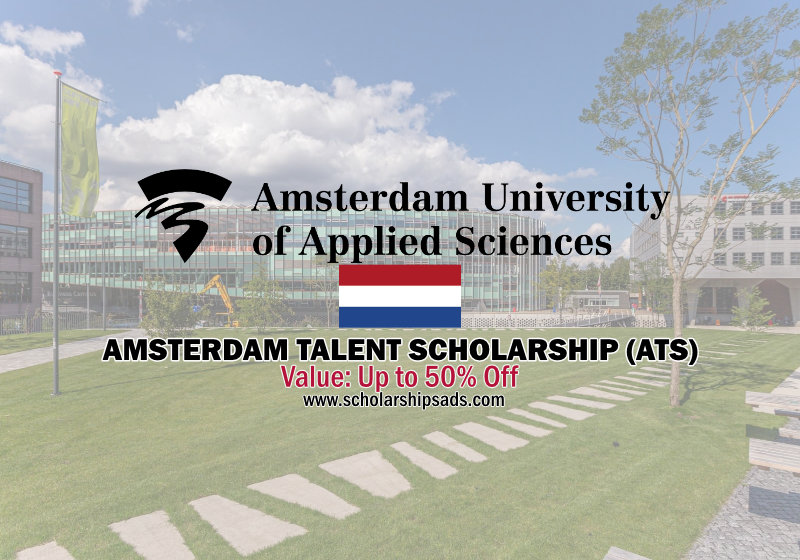 Amsterdam University
of Applied Sciences
AMSTERDAM TALENT SCHOLARSHIP (ATS)
Value: Up to 50% Off
www.scholarshipsads.com